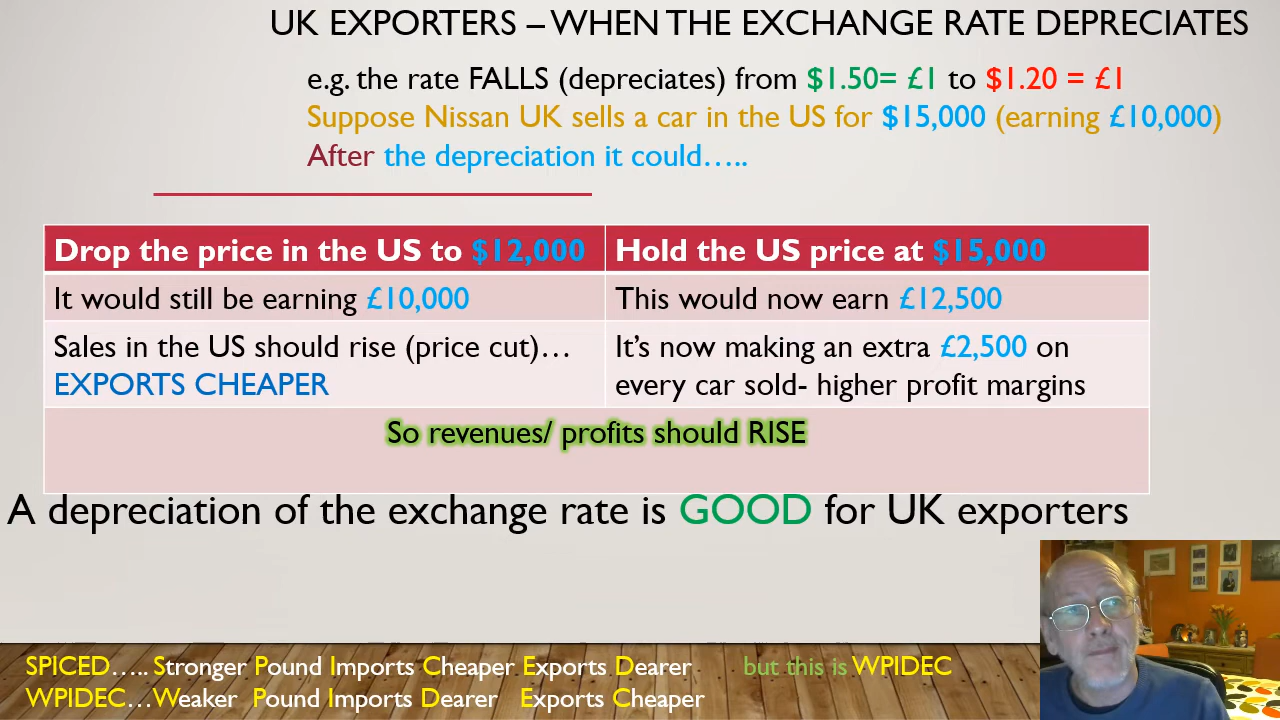 UK EXPORTERS – WHEN THE EXCHANGE RATE DEPRECIATES
e.g. the rate FALLS (depreciates) from $1.50= £1 to $1.20 = £1
Suppose Nissan UK sells a car in the US for $15,000 (earning £10,000)
After the depreciation it could…..
Drop the price in the US to $12,000
Hold the US price at $15,000
It would still be earning £10,000
This would now earn £12,500
Sales in the US should rise (price cut)…
EXPORTS CHEAPER
It’s now making an extra £2,500 on
every car sold- higher profit margins
So revenues/ profits should RISE
A depreciation of the exchange rate is GOOD for UK exporters
SPICED….. Stronger Pound Imports Cheaper Exports Dearer but this is WPIDEC
WPIDEC…Weaker Pound Imports Dearer Exports Cheaper